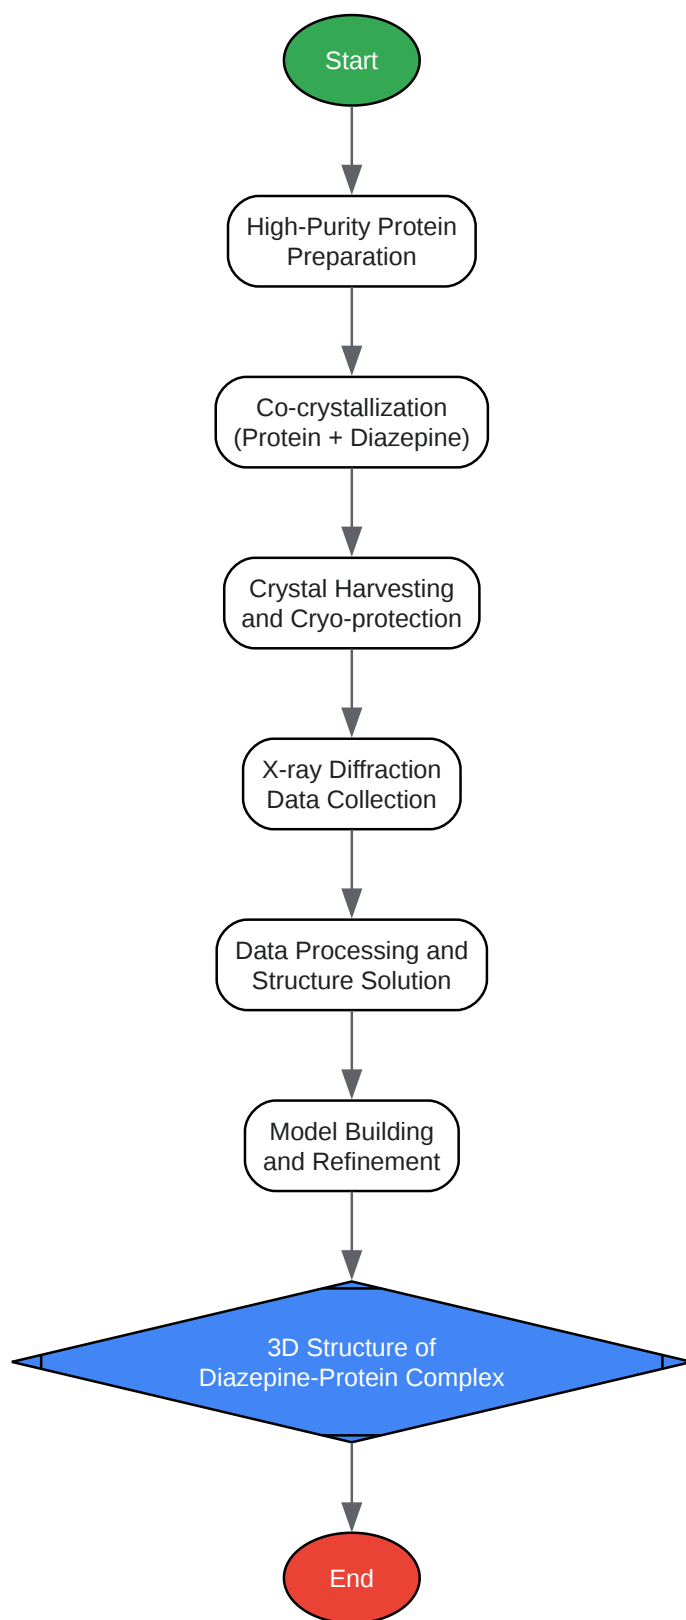 Start
High-Purity Protein
Preparation
Co-crystallization
(Protein + Diazepine)
Crystal Harvesting
and Cryo-protection
X-ray Diffraction
Data Collection
Data Processing and
Structure Solution
Model Building
and Refinement
3D Structure of
Diazepine-Protein Complex
End